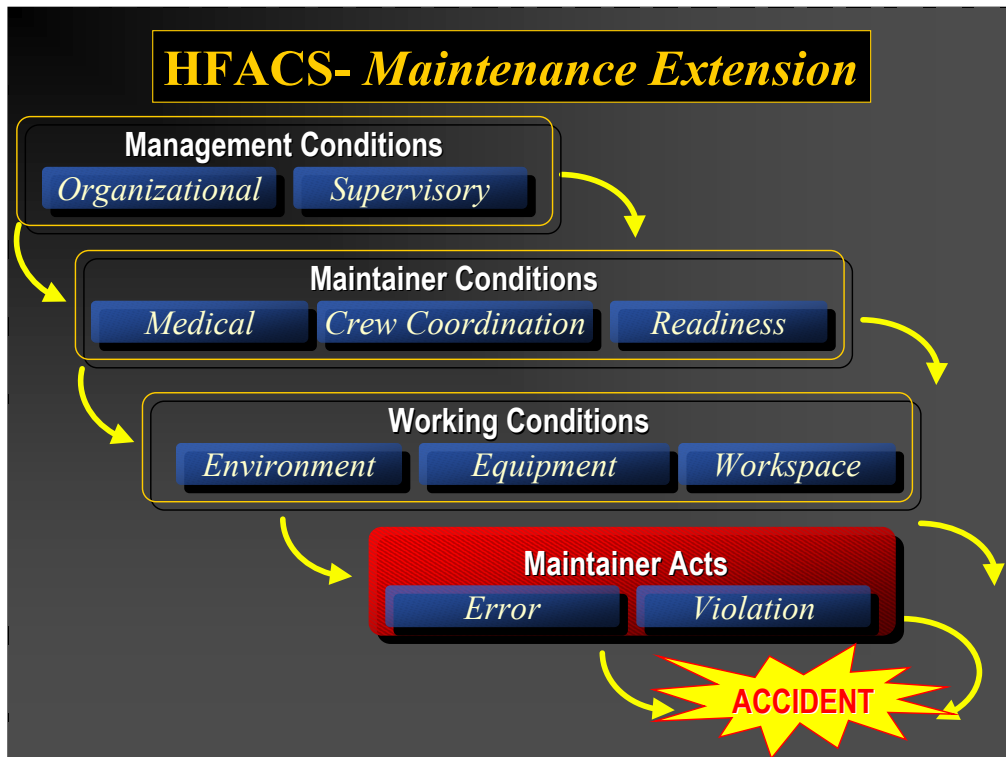 HFACS- Maintenance Extension
Management Conditions
Organizational Supervisory
Maintainer Conditions
Medical Crew Coordination Readiness
Working Conditions
Environment Equipment Workspace
Maintainer Acts
Error Violation
ACCIDENT